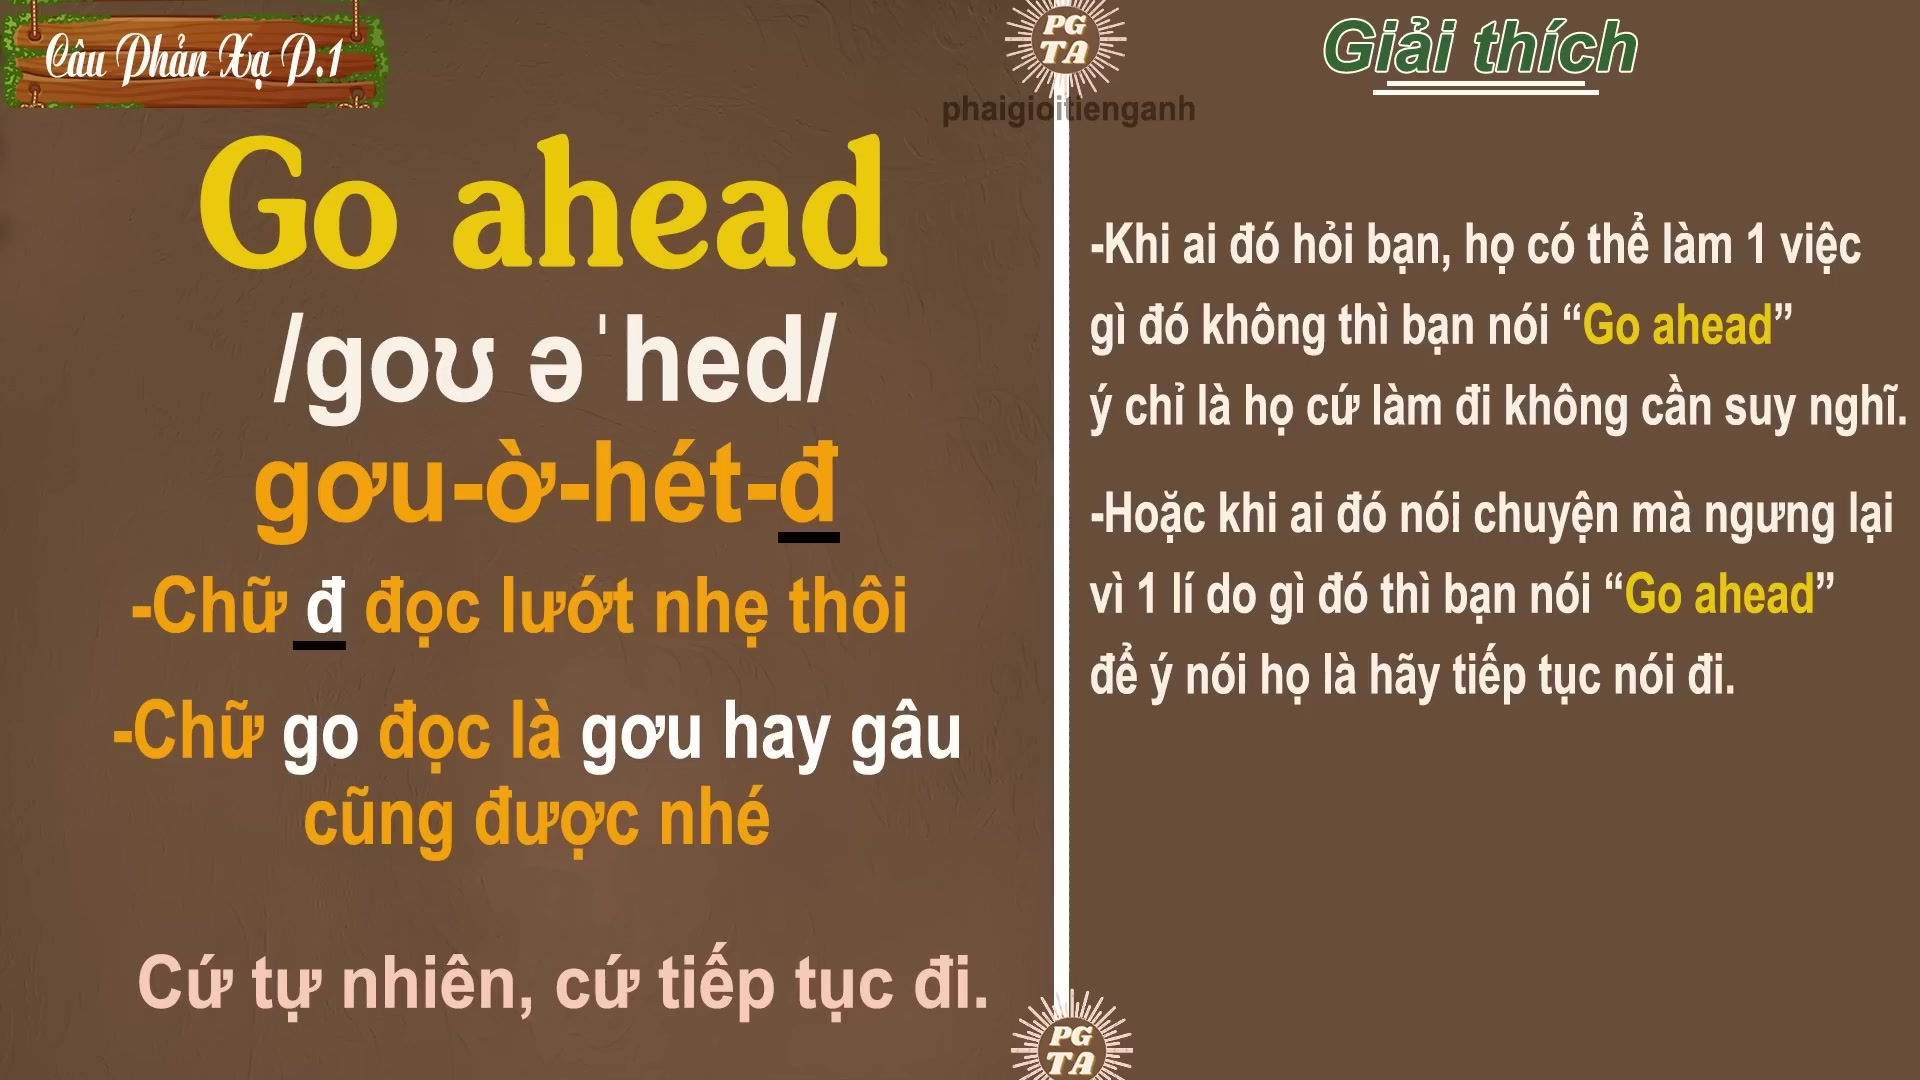 Câu Phản Xạ P.1
Go ahead
/goʊ əˈhed/
gơu-ờ-hét-đ
-Chữ đ đọc lướt nhẹ thôi
-Chữ go đọc là gơu hay gâu
cũng được nhé
Cứ tự nhiên, cứ tiếp tục đi.
PG
TA
phaigioitienganh
Giải thích
-Khi ai đó hỏi bạn, họ có thể làm 1 việc
gì đó không thì bạn nói “Go ahead”
ý chỉ là họ cứ làm đi không cần suy nghĩ.
-Hoặc khi ai đó nói chuyện mà ngưng lại
vì 1 lí do gì đó thì bạn nói “Go ahead”
để ý nói họ là hãy tiếp tục nói đi.
PG
TA